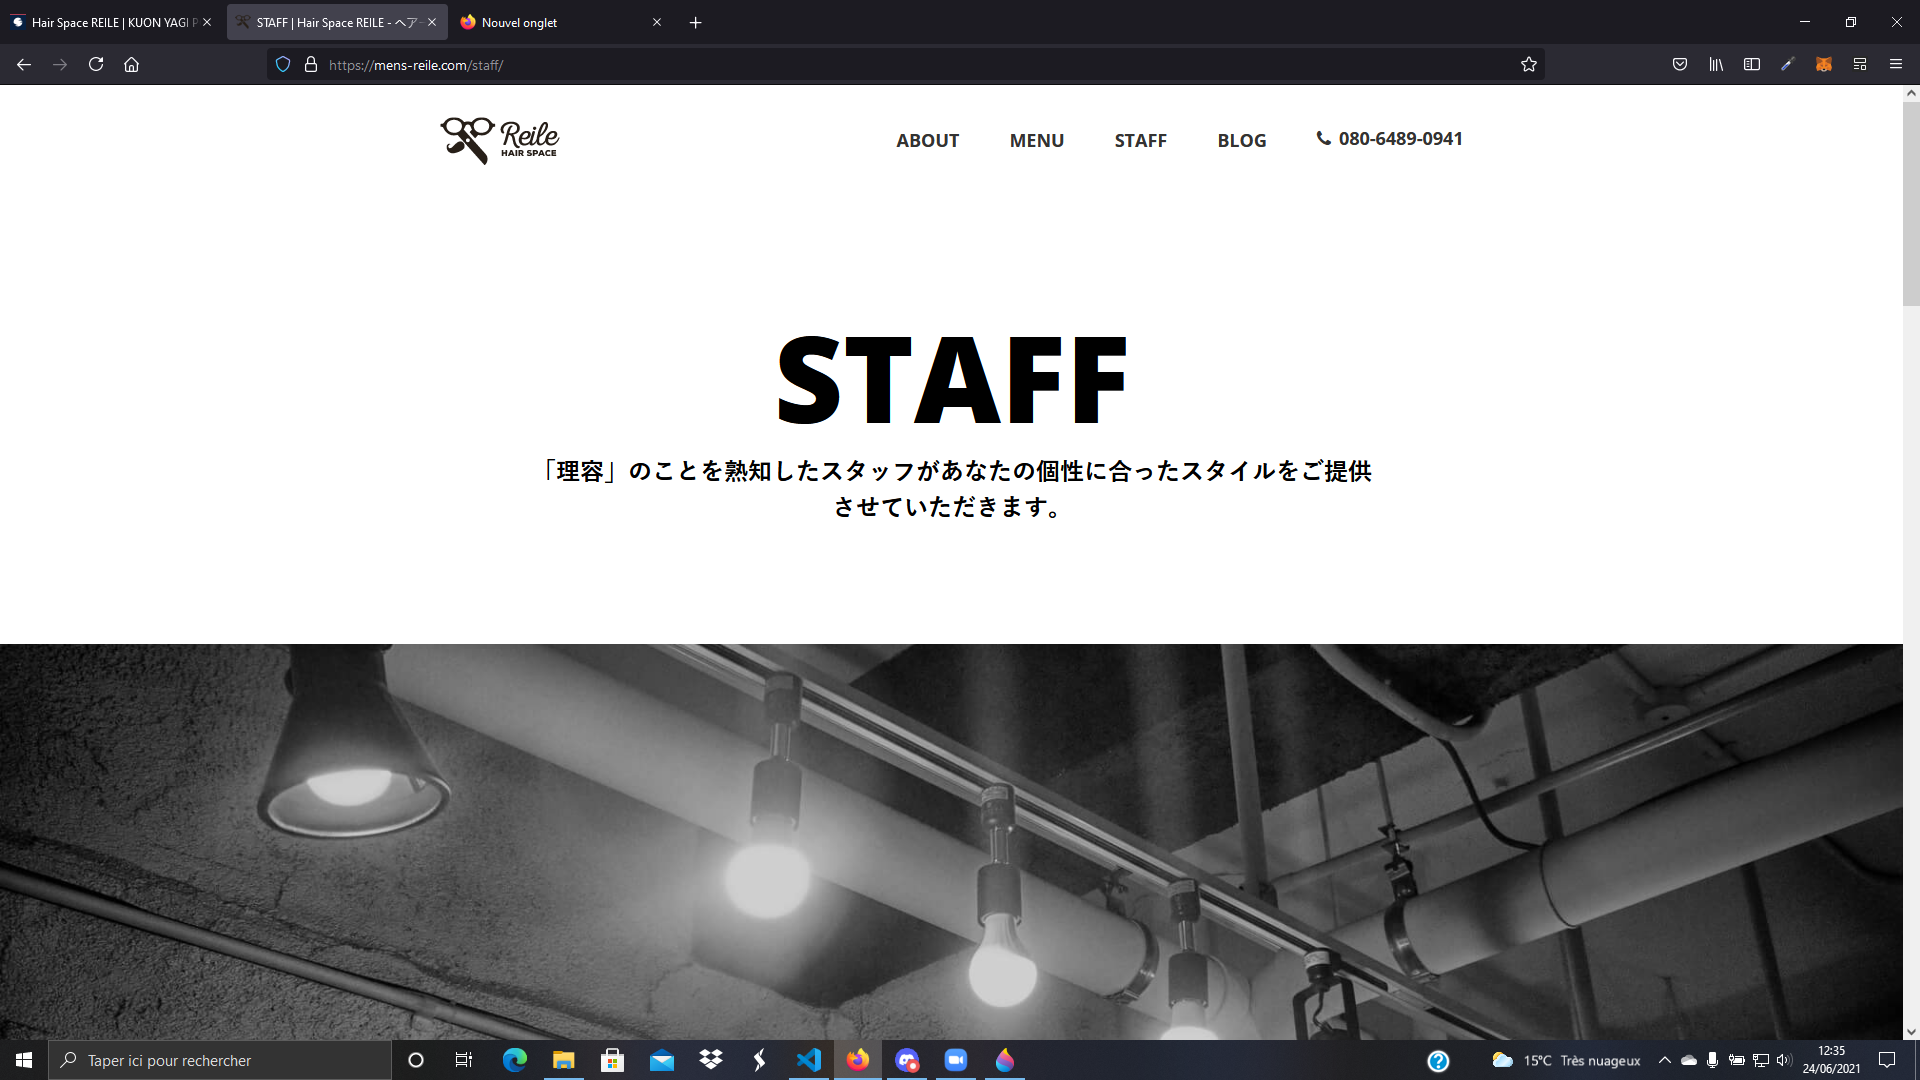 Hair Space REILE | KUON YAGI P
STAFF | Hair Space REILE - ヘアー
Nouvel onglet
https://mens-reile.com/staff/
Reile
HAIR SPACE
ABOUT
MENU
STAFF
BLOG
080-6489-0941
STAFF
「理容」のことを熟知したスタッフがあなたの個性に合ったスタイルをご提供
させていただきます。
Taper ici pour rechercher
15°C Très nuageux
12:35
24/06/2021